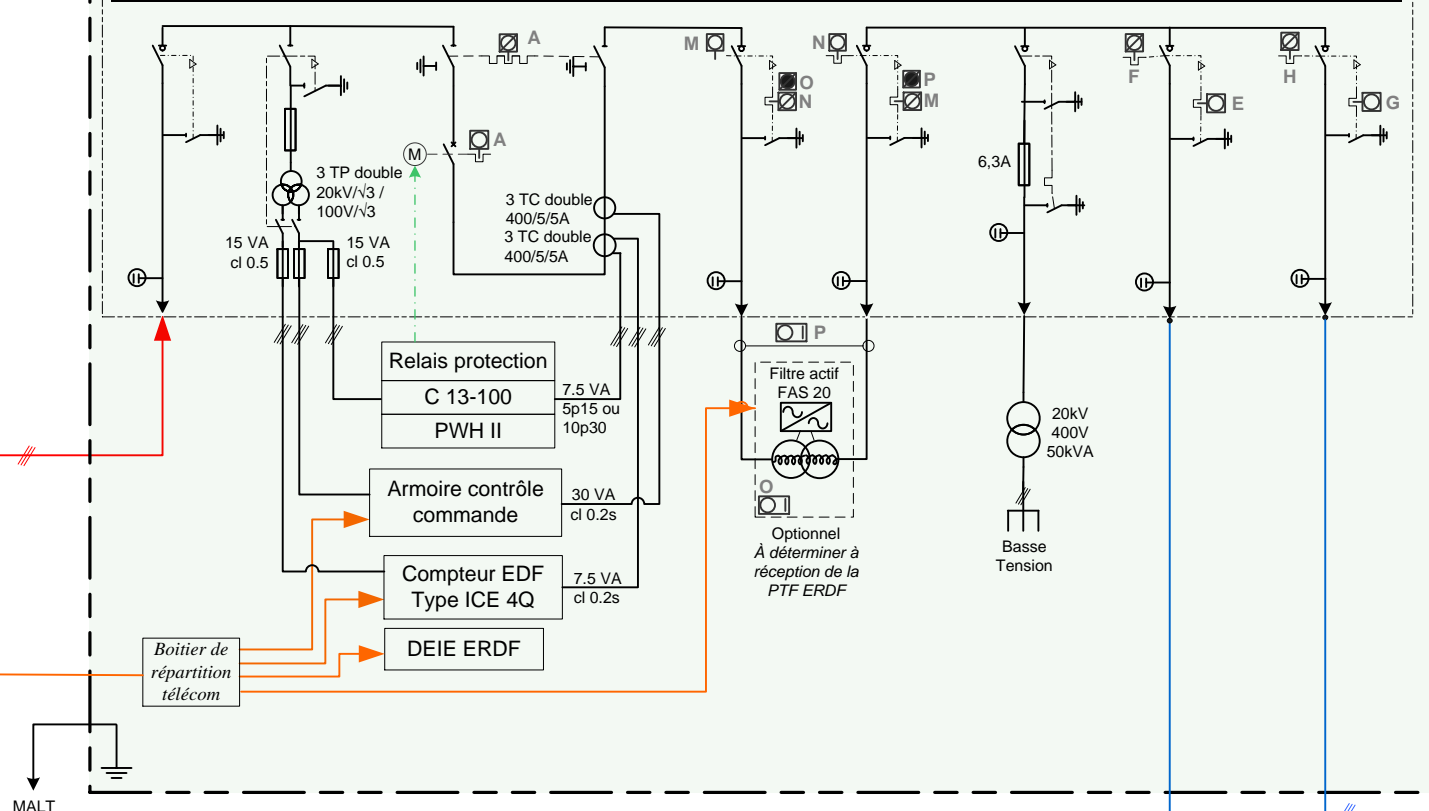 A
M
N
O
N
P
M
F
E
H
G
A
M
6,3A
3 TP double
20kV/√3 /
100V/√3
3 TC double
400/5/5A
3 TC double
400/5/5A
15 VA
cl 0.5
15 VA
cl 0.5
P
Relais protection
C 13-100
PWH II
7.5 VA
5p15 ou
10p30
Filtre actif
FAS 20
O
Optionnel
À déterminer à
réception de la
PTF ERDF
20kV
400V
50kVA
Basse
Tension
Armoire contrôle
commande
30 VA
cl 0.2s
Compteur EDF
Type ICE 4Q
7.5 VA
cl 0.2s
DEIE ERDF
Boitier de
répartition
télécom
MALT